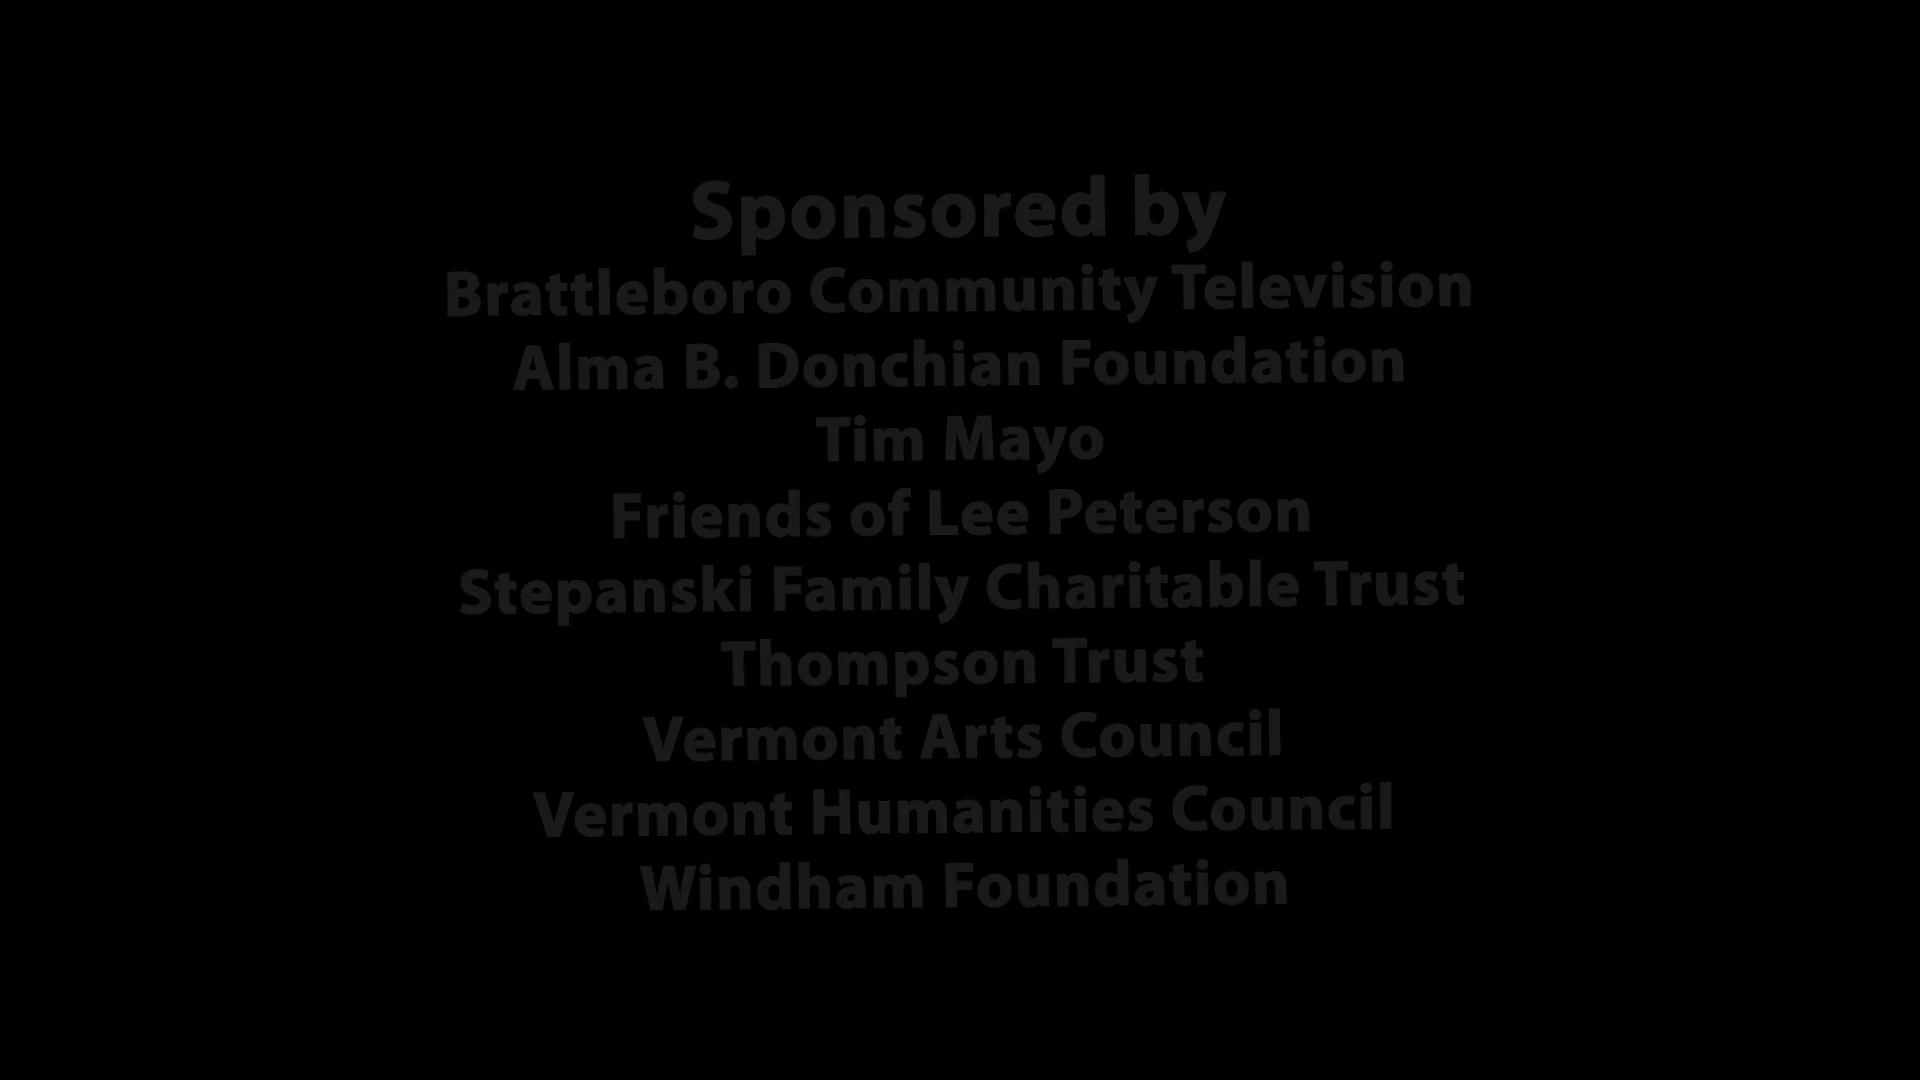 Sponsored by
Brattleboro Community Television
Alma B. Donchian Foundation
Tim Mayo
Friends of Lee Peterson
Stepanski Family Charitable Trust
Thompson Trust
Vermont Arts Council
Vermont Humanities Council
Windham Foundation